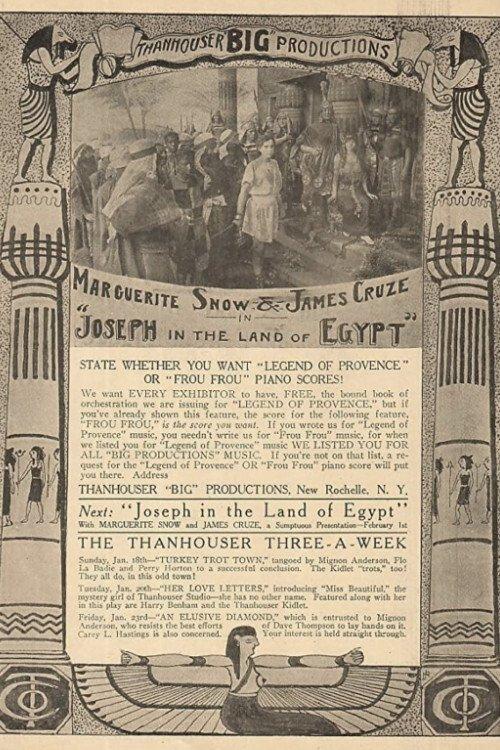 THANHOUSER BIG PRODUCTIONS
MARGUERITE SNOW & JAMES CRUZE
IN
"JOSEPH IN THE LAND OF EGYPT"
STATE WHETHER YOU WANT "LEGEND OF PROVENCE"
OR "FROU FROU" PIANO SCORES!
We want EVERY EXHIBITOR to have, FREE, the bound book of
orchestration we are issuing for "LEGEND OF PROVENCE," but if
you've already shown this feature, the score for the following feature,
"FROU FROU," is the score you want. If you wrote us for "Legend of
Provence" music, you needn't write us for "Frou Frou" music, for when
we listed you for "Legend of Provence" music WE LISTED YOU FOR
ALL "BIG PRODUCTIONS" MUSIC. If you're not on that list, a re-
quest for the "Legend of Provence" OR "Frou Frou" piano score will put
you there. Address
THANHOUSER "BIG" PRODUCTIONS, New Rochelle, N. Y.
Next: "Joseph in the Land of Egypt"
With MARGUERITE SNOW and JAMES CRUZE, a Sumptuous Presentation—February 1st
THE THANHOUSER THREE-A-WEEK
Sunday, Jan. 18th—"TURKEY TROT TOWN," tangoed by Mignon Anderson, Flo
La Badie and Perry Horton to a successful conclusion. The Kidlet "trots," too!
They all do, in this odd town!
Tuesday, Jan. 20th—"HER LOVE LETTERS," introducing "Miss Beautiful," the
mystery girl of Thanhouser Studio—she has no other name. Featured along with her
in this play are Harry Benham and the Thanhouser Kidlet.
Friday, Jan. 23rd—"AN ELUSIVE DIAMOND," which is entrusted to Mignon
Anderson, who resists the best efforts of Dave Thompson to lay hands on it.
Carey L. Hastings is also concerned. Your interest is held straight through.